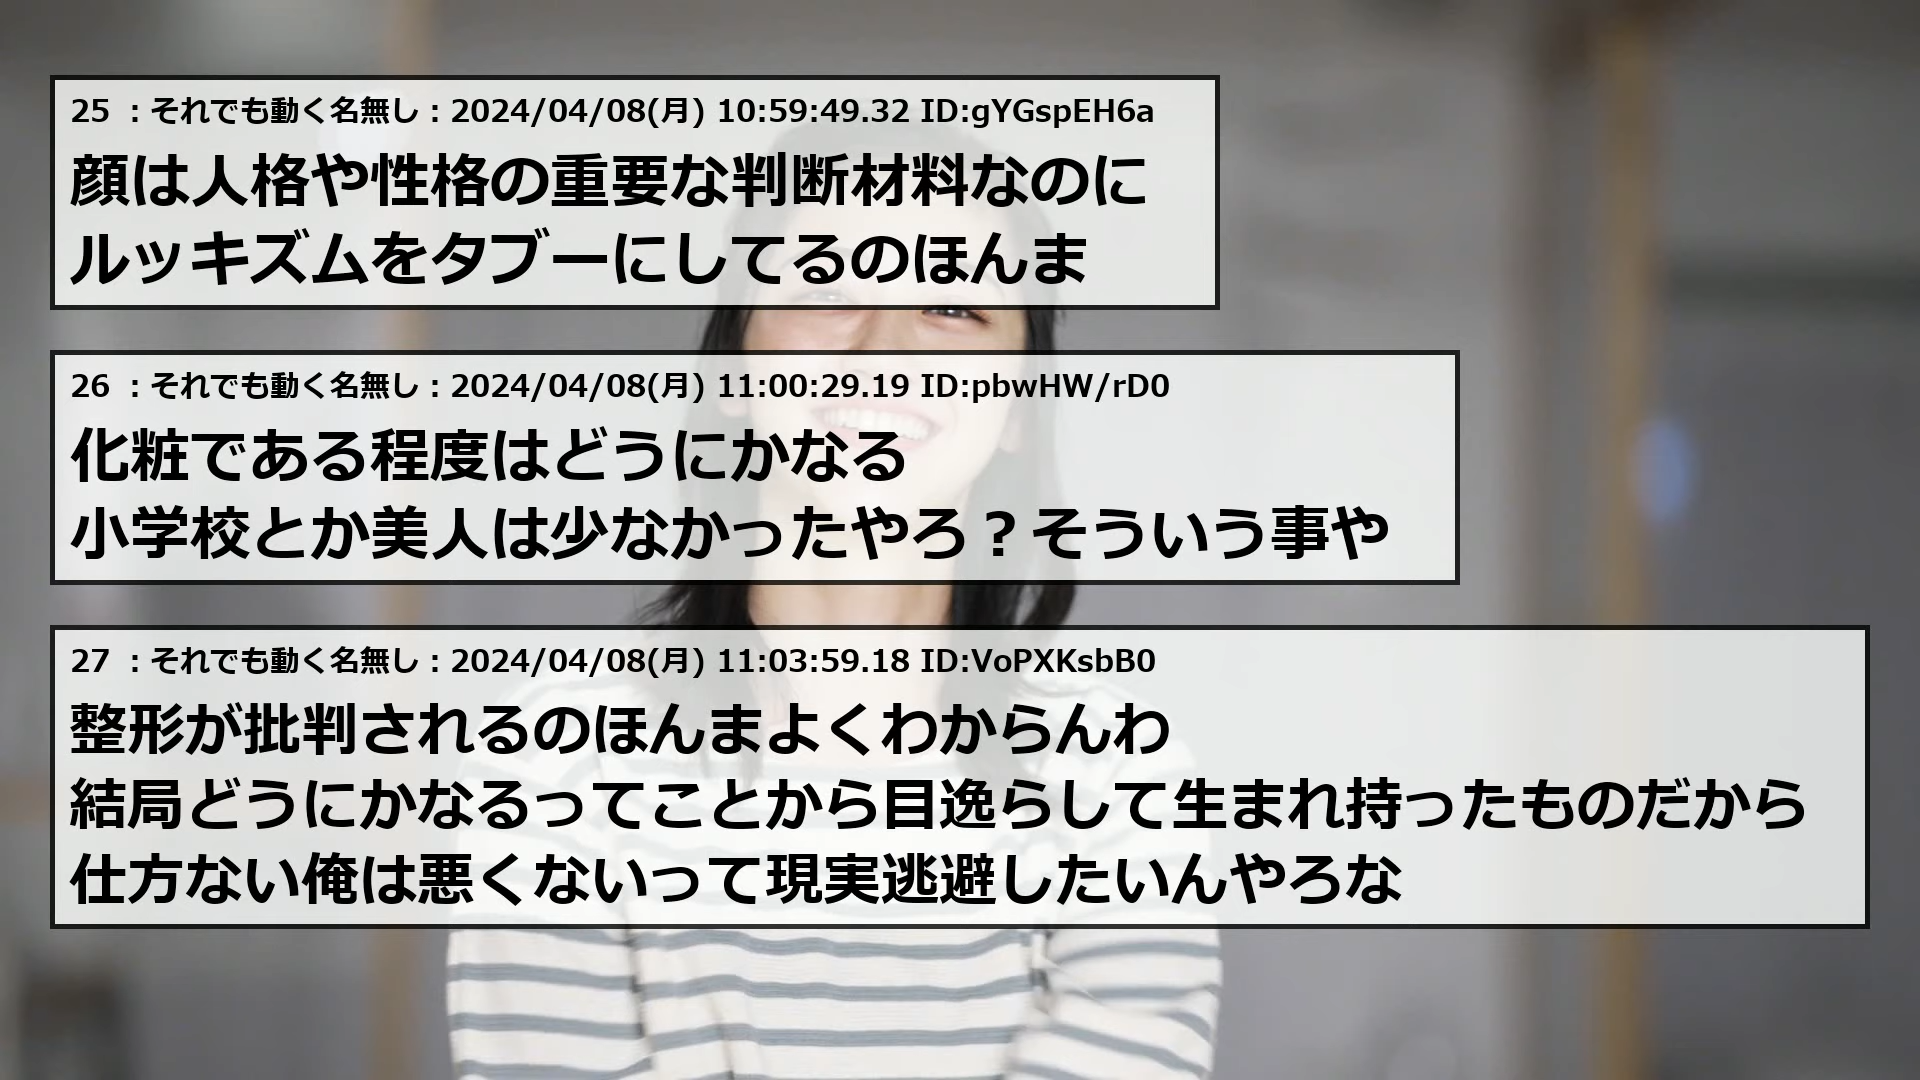 25 ：それでも動く名無し：2024/04/08(月) 10:59:49.32 ID:gYGspEH6a
顔は人格や性格の重要な判断材料なのに
ルッキズムをタブーにしてるのほんま
26 ：それでも動く名無し：2024/04/08(月) 11:00:29.19 ID:pbwHW/rD0
化粧である程度はどうにかなる
小学校とか美人は少なかったやろ？そういう事や
27 ：それでも動く名無し：2024/04/08(月) 11:03:59.18 ID:VoPXKsbB0
整形が批判されるのほんまよくわからんわ
結局どうにかなるってことから目逸らして生まれ持ったものだから
仕方ない俺は悪くないって現実逃避したいんやろな